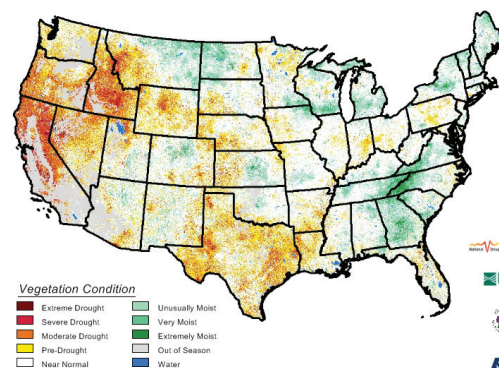 Vegetation Condition
Extreme Drought
Severe Drought
Moderate Drought
Pre-Drought
Near Normal
Unusually Moist
Very Moist
Extremely Moist
Out of Season
Water